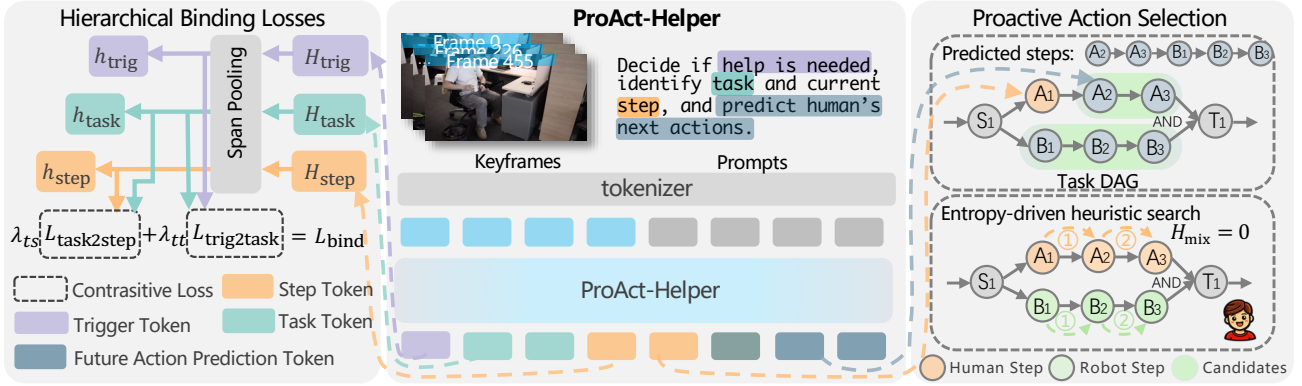 Hierarchical Binding Losses
h_trig
h_task
h_step
Span Pooling
H_trig
H_task
H_step
λ_ts L_task2step + λ_tt L_trig2task = L_bind
Contrasitive Loss
Step Token
Trigger Token
Task Token
Future Action Prediction Token
ProAct-Helper
Frame 0
Frame 226
Frame 455
Decide if help is needed,
identify task and current
step, and predict human's
next actions.
Keyframes
Prompts
tokenizer
ProAct-Helper
Proactive Action Selection
Predicted steps: A2 A3 B1 B2 B3
A1 A2 A3
S1 AND T1
B1 B2 B3
Task DAG
Entropy-driven heuristic search
① ② H_mix = 0
A1 A2 A3
S1 AND T1
B1 B2 B3
① ②
Human Step
Robot Step
Candidates